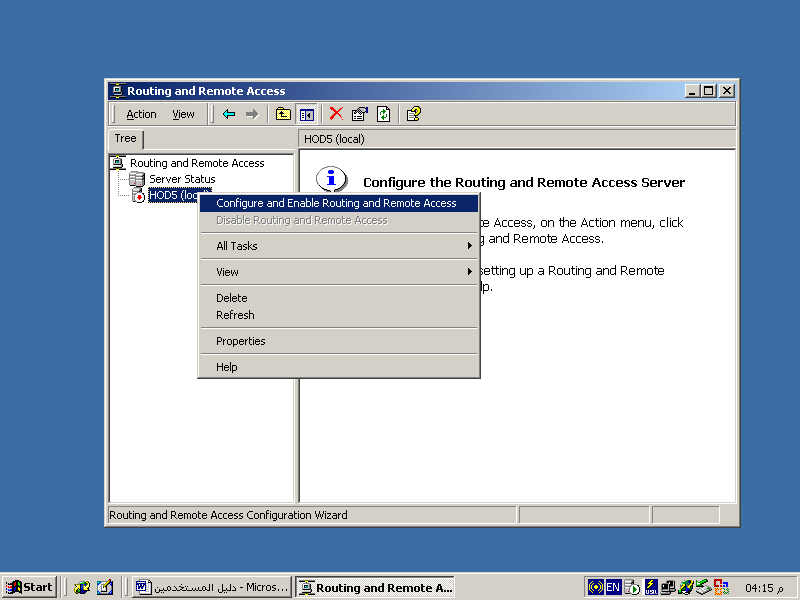 Routing and Remote Access
Action View
Tree
HOD5 (local)
Routing and Remote Access
Server Status
HOD5 (loc
Configure the Routing and Remote Access Server
te Access, on the Action menu, click
g and Remote Access.
setting up a Routing and Remote
lp.
Configure and Enable Routing and Remote Access
Disable Routing and Remote Access
All Tasks
View
Delete
Refresh
Properties
Help
Routing and Remote Access Configuration Wizard
Start
دليل المستخدمين - Micros...
Routing and Remote A...
EN
04:15 م